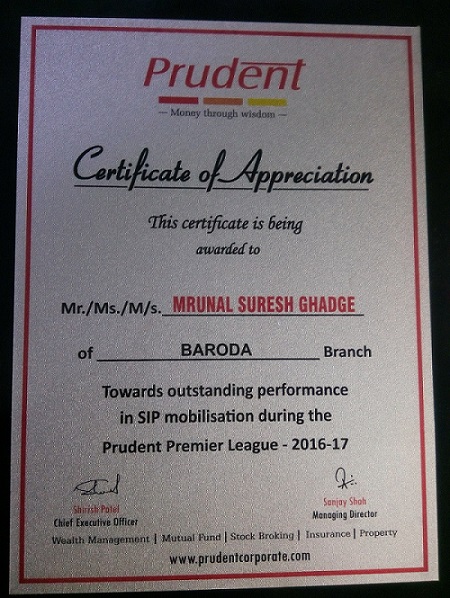 Prudent
— Money through wisdom —
Certificate of Appreciation
This certificate is being
awarded to
Mr./Ms./M/s. MRUNAL SURESH GHADGE
of BARODA Branch
Towards outstanding performance
in SIP mobilisation during the
Prudent Premier League - 2016-17
Shirish Patel Sanjay Shah
Chief Executive Officer Managing Director
Wealth Management | Mutual Fund | Stock Broking | Insurance | Property
www.prudentcorporate.com